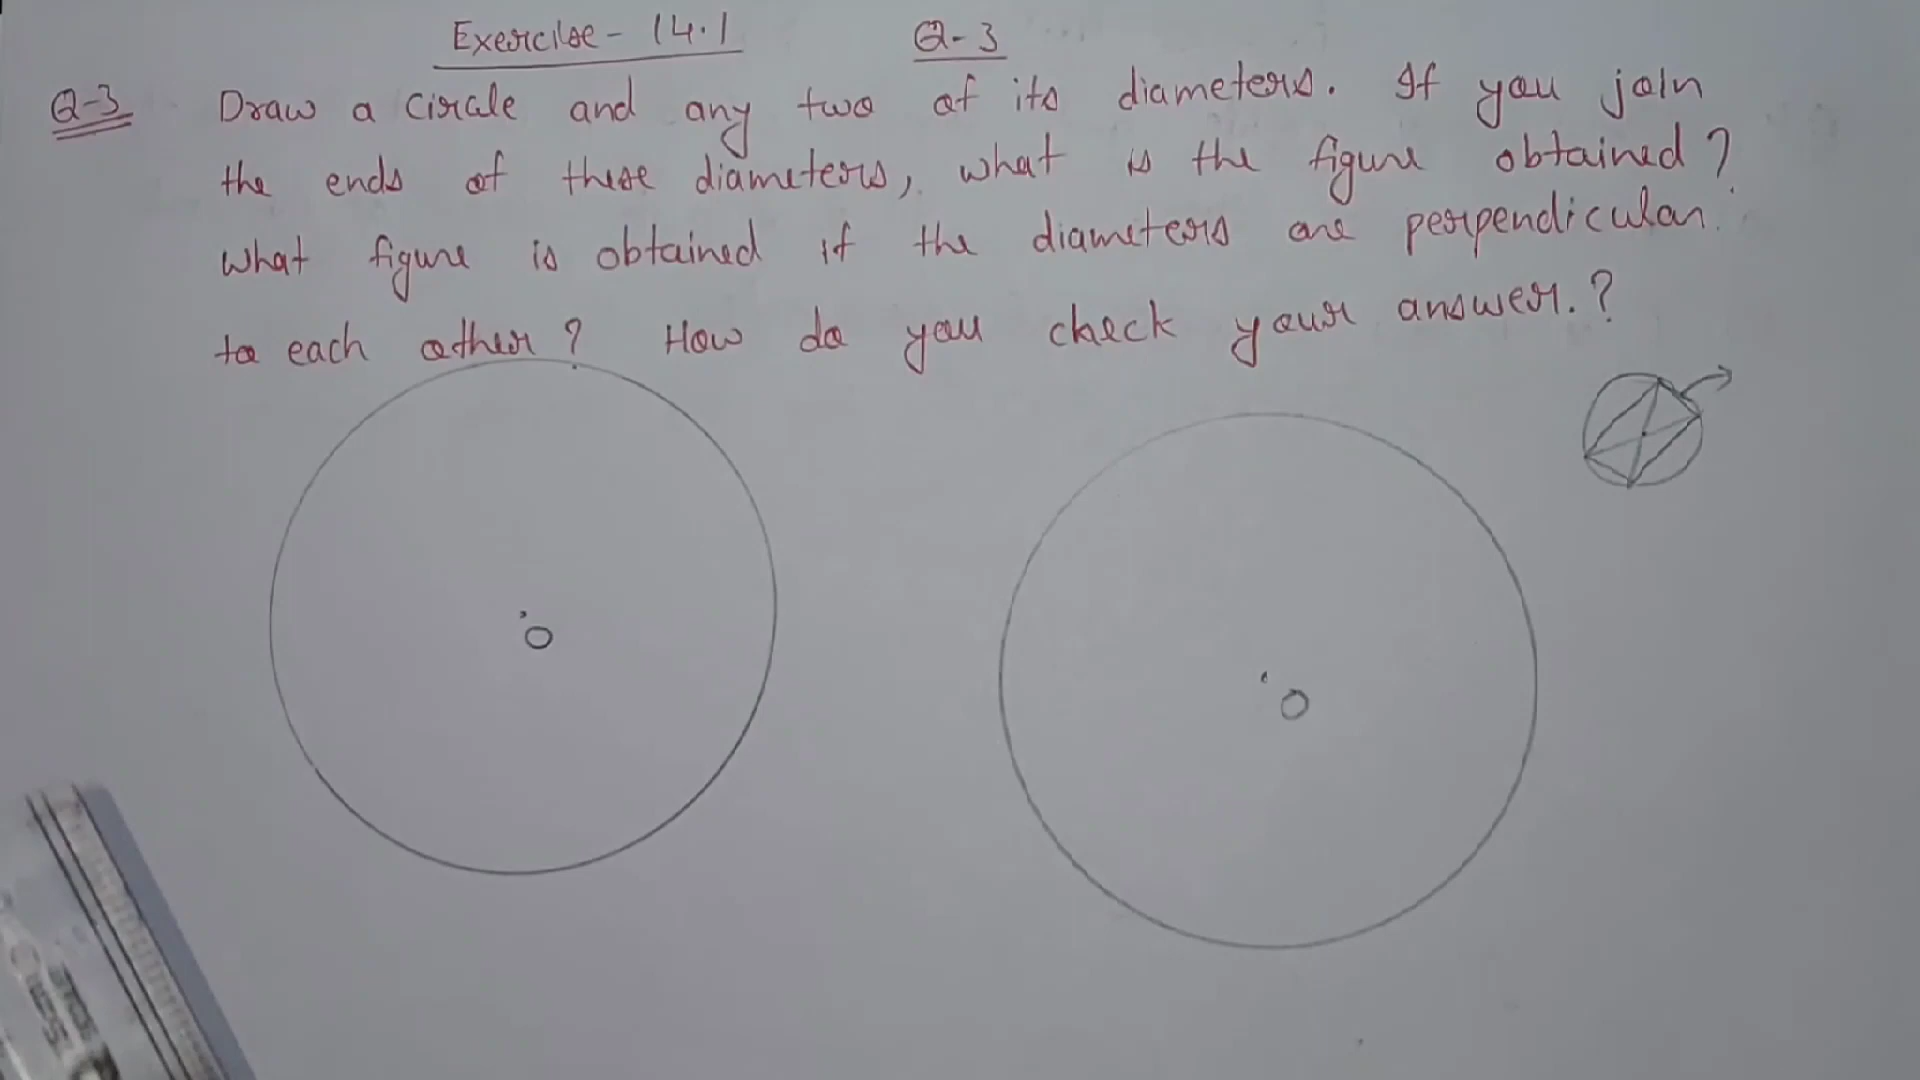 Exercise - 14.1 Q-3
Q-3 Draw a circle and any two of its diameters. If you join
the ends of these diameters, what is the figure obtained?
What figure is obtained if the diameters are perpendicular
to each other? How do you check your answer.?
O
O